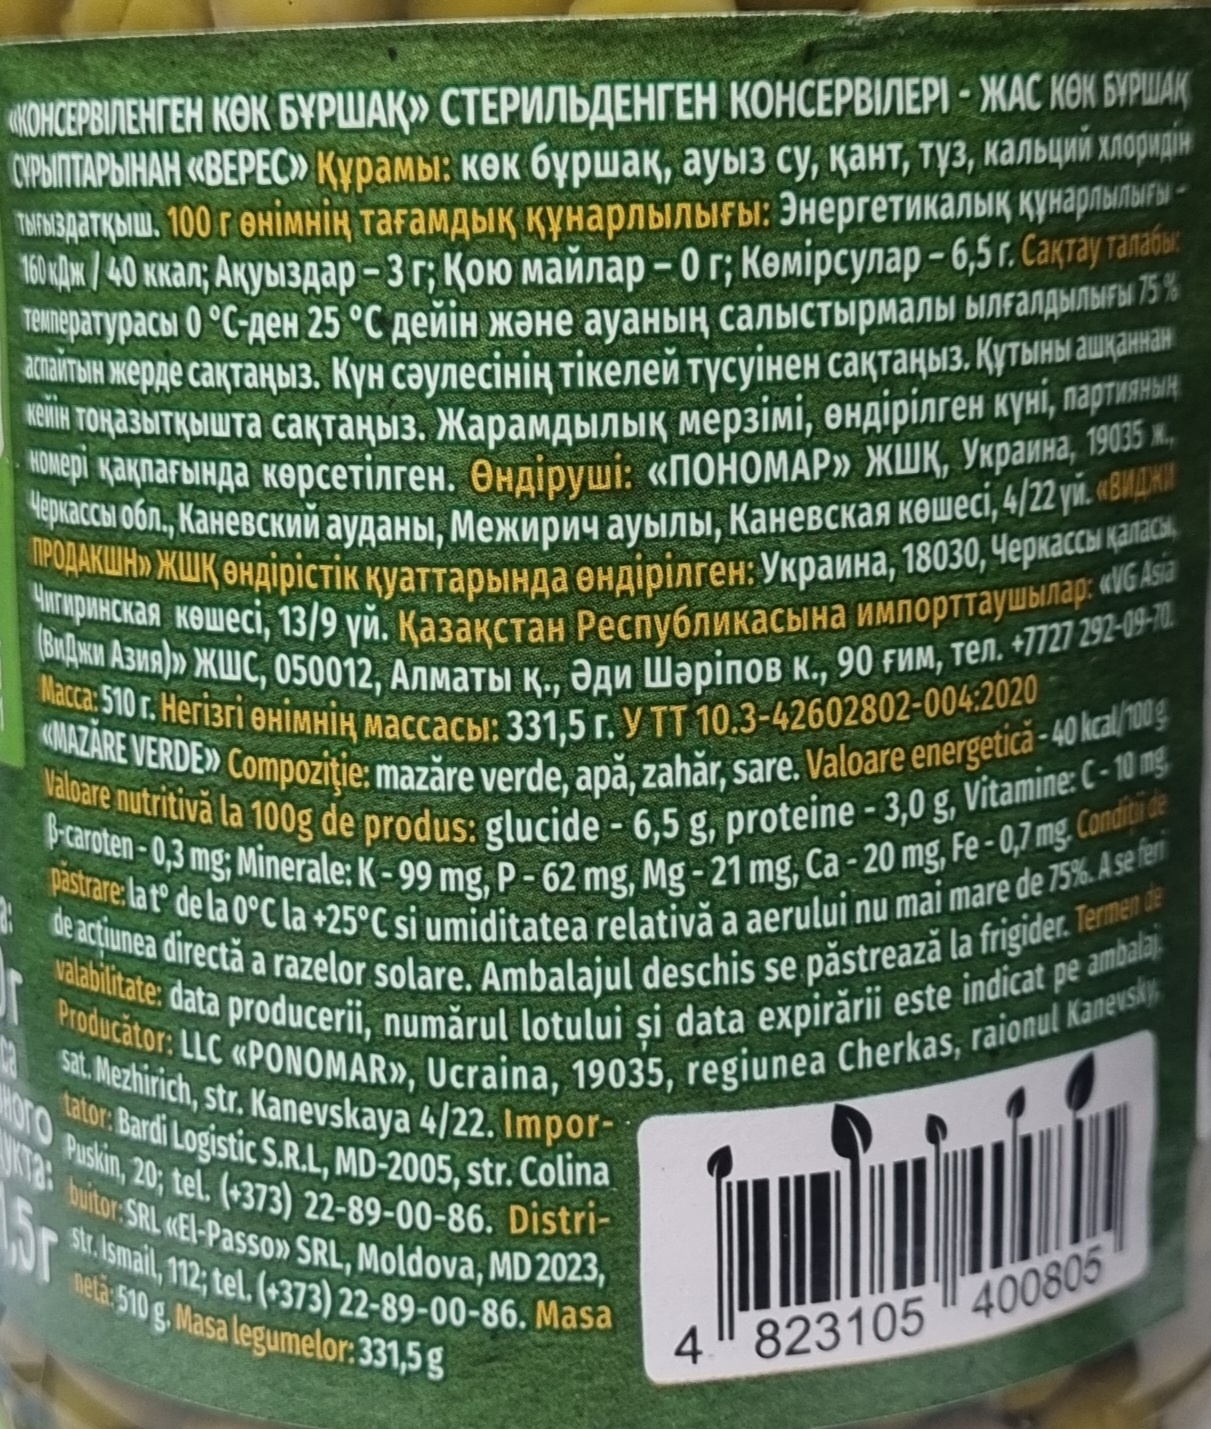 «КОНСЕРВІЛЕНГЕН КӨК БҰРШАҚ» СТЕРИЛЬДЕНГЕН КОНСЕРВІЛЕРІ - ЖАС КӨК БҰРШАҚ
СҰРЫПТАРЫНАН «ВЕРЕС» Құрамы: көк бұршақ, ауыз су, қант, тұз, кальций хлоридін
тығыздатқыш. 100 г өнімнің тағамдық құнарлылығы: Энергетикалық құнарлылығы -
160 кДж / 40 ккал; Ақуыздар – 3 г; Қою майлар – 0 г; Көмірсулар – 6,5 г. Сақтау талабы:
температурасы 0 °С-ден 25 °С дейін және ауаның салыстырмалы ылғалдылығы 75 %
аспайтын жерде сақтаңыз. Күн сәулесінің тікелей түсуінен сақтаңыз. Құтыны ашқаннан
кейін тоңазытқышта сақтаңыз. Жарамдылық мерзімі, өндірілген күні, партияның
номері қақпағында көрсетілген. Өндіруші: «ПОНОМАР» ЖШҚ, Украина, 19035 ж.,
Черкассы обл., Каневский ауданы, Межирич ауылы, Каневская көшесі, 4/22 үй. «ВИДЖИ
ПРОДАКШН» ЖШҚ өндірістік қуаттарында өндірілген: Украина, 18030, Черкассы қаласы,
Чигиринская көшесі, 13/9 үй. Қазақстан Республикасына импорттаушылар: «VG Asia
(ВиДжи Азия)» ЖШС, 050012, Алматы қ., Әди Шәріпов к., 90 ғим, тел. +7727 292-09-70.
Масса: 510 г. Негізгі өнімнің массасы: 331,5 г. У ТТ 10.3-42602802-004:2020
«MAZĂRE VERDE» Compoziţie: mazăre verde, apă, zahăr, sare. Valoare energetică - 40 kcal/100 g
Valoare nutritivă la 100g de produs: glucide - 6,5 g, proteine - 3,0 g, Vitamine: C - 10 mg,
β-caroten - 0,3 mg; Minerale: K - 99 mg, P - 62 mg, Mg - 21 mg, Ca - 20 mg, Fe - 0,7 mg. Condiţii de
păstrare: la t° de la 0°C la +25°C si umiditatea relativă a aerului nu mai mare de 75%. A se feri
de acțiunea directă a razelor solare. Ambalajul deschis se păstrează la frigider. Termen de
valabilitate: data producerii, numărul lotului și data expirării este indicat pe ambalaj.
Producător: LLC «PONOMAR», Ucraina, 19035, regiunea Cherkas, raionul Kanevsky,
sat. Mezhirich, str. Kanevskaya 4/22. Impor-
tator: Bardi Logistic S.R.L, MD-2005, str. Colina
Puskin, 20; tel. (+373) 22-89-00-86. Distri-
buitor: SRL «El-Passo» SRL, Moldova, MD 2023,
str. Ismail, 112; tel. (+373) 22-89-00-86. Masa
netă: 510 g. Masa legumelor: 331,5 g
4 823105 400805